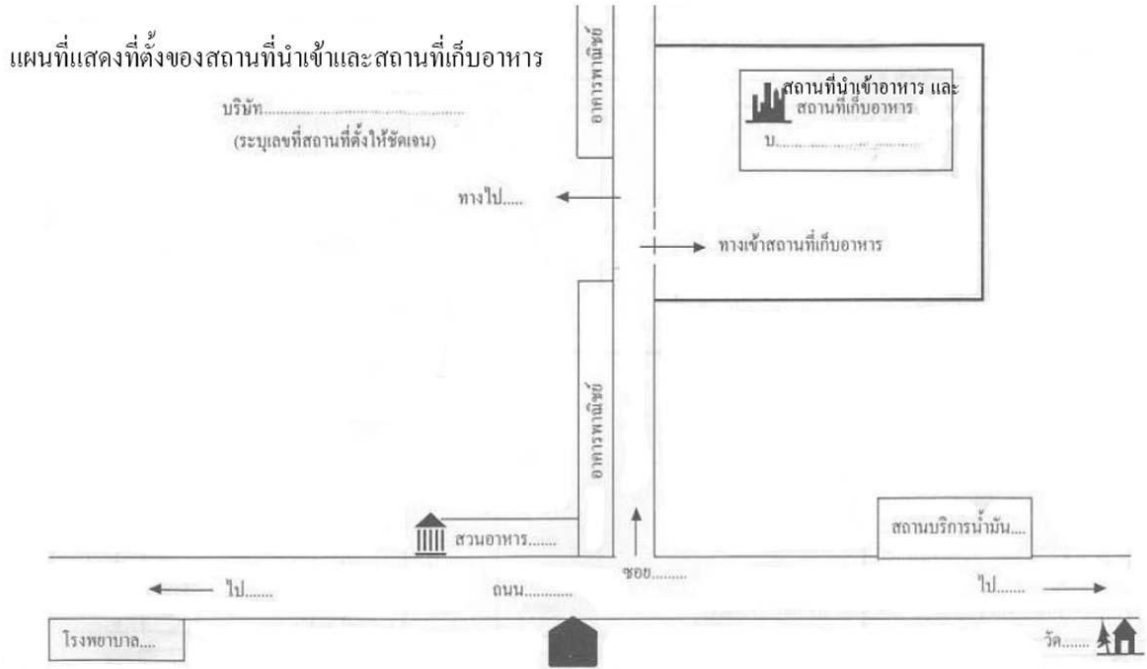 แผนที่แสดงที่ตั้งของสถานที่นำเข้าและสถานที่เก็บอาหาร
บริษัท.......................................................
(ระบุเลขที่สถานที่ตั้งให้ชัดเจน)
อาคารพาณิชย์
สถานที่นำเข้าอาหาร และ
สถานที่เก็บอาหาร
บ.....................................
ทางไป.....
ทางเข้าสถานที่เก็บอาหาร
อาคารพาณิชย์
สวนอาหาร.......
สถานบริการน้ำมัน....
ซอย.........
ไป.......
ถนน...........
ไป.......
โรงพยาบาล....
วัด.......